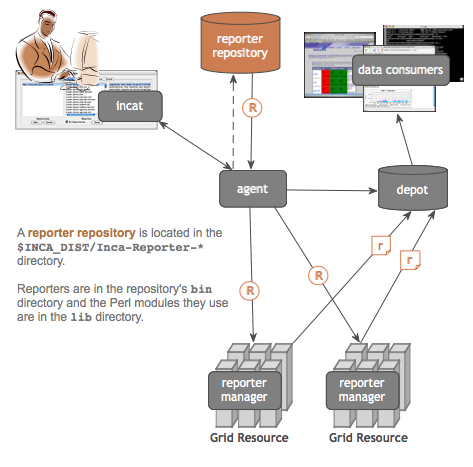 reporter
repository
data consumers
incat
R
agent
depot
A reporter repository is located in the
$INCA_DIST/Inca-Reporter-*
directory.
Reporters are in the repository's bin
directory and the Perl modules they use
are in the lib directory.
r
r
R
R
reporter
manager
reporter
manager
Grid Resource
Grid Resource